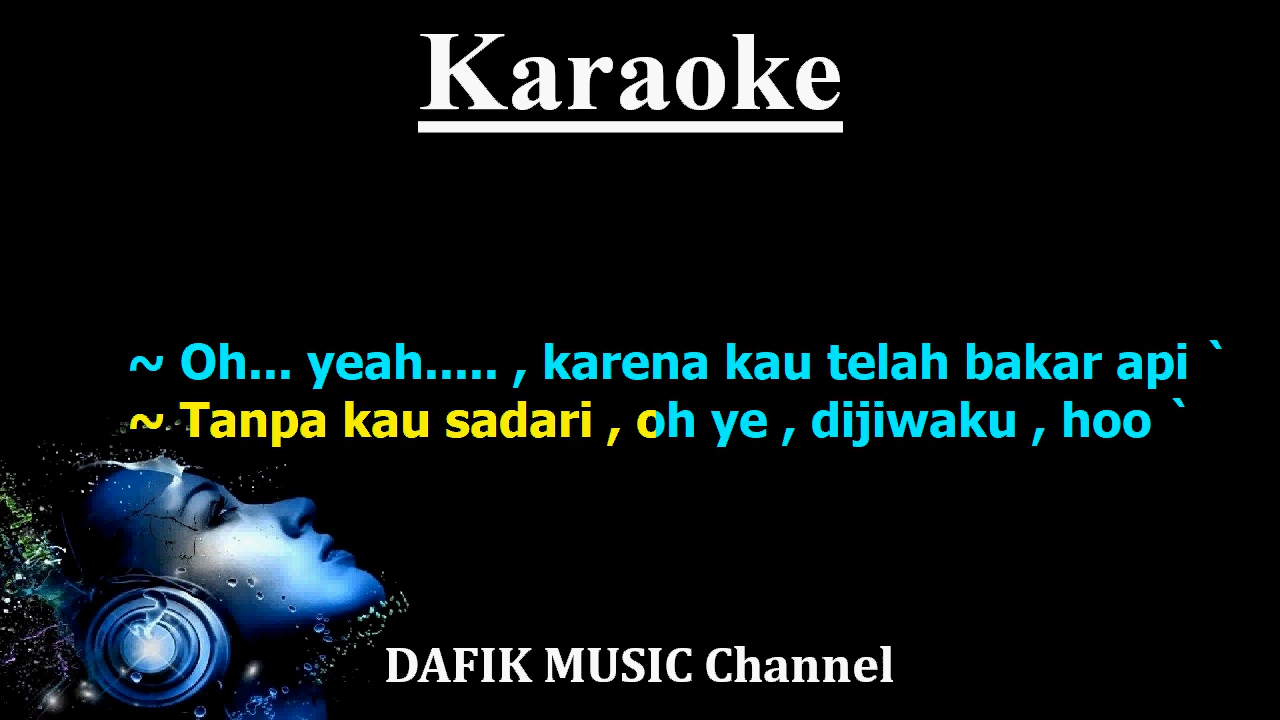 Karaoke
~ Oh... yeah..... , karena kau telah bakar api `
~ Tanpa kau sadari , oh ye , dijiwaku , hoo `
DAFIK MUSIC Channel